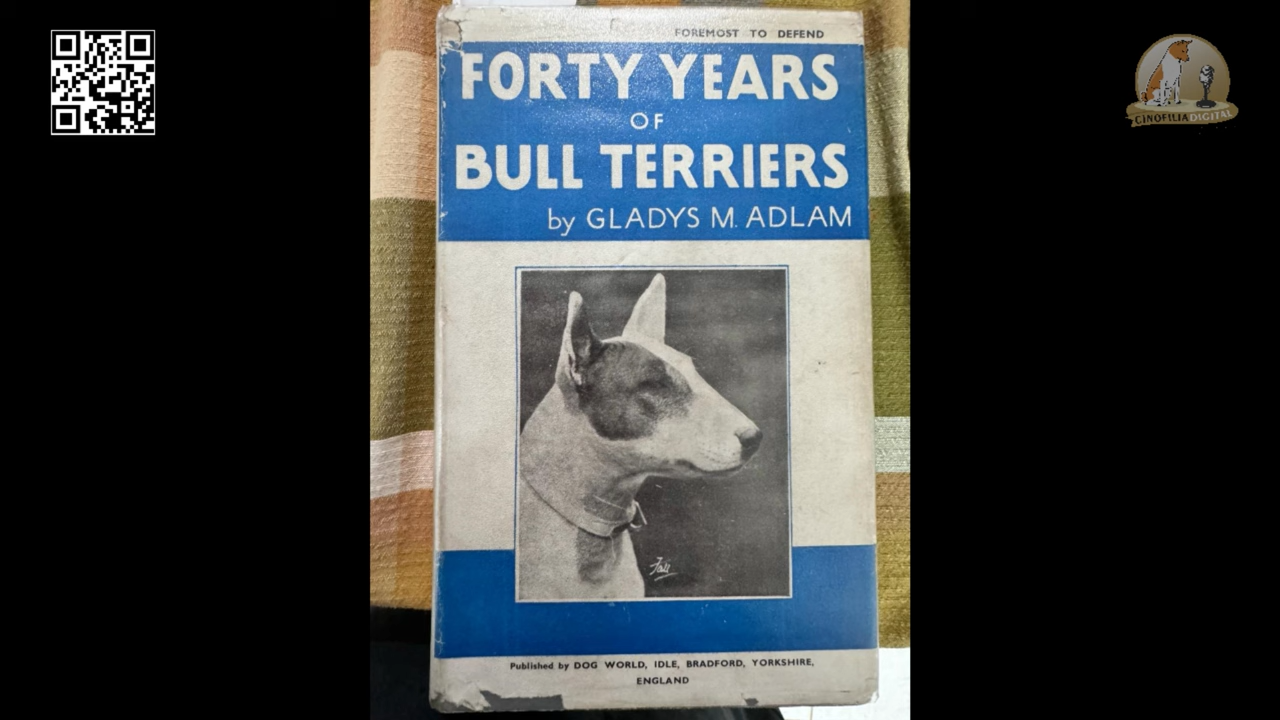 FOREMOST TO DEFEND
FORTY YEARS
OF
BULL TERRIERS
by GLADYS M. ADLAM
Fall
Published by DOG WORLD, IDLE, BRADFORD, YORKSHIRE,
ENGLAND
CINOFILIA DIGITAL